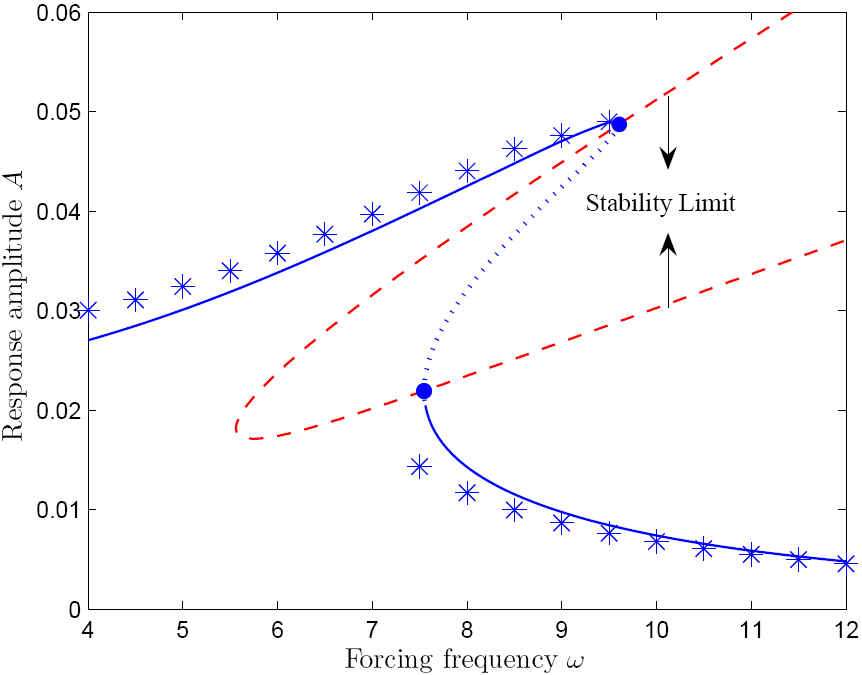 0.06
0.05
0.04
0.03
0.02
0.01
0
Response amplitude A
Stability Limit
4 5 6 7 8 9 10 11 12
Forcing frequency ω